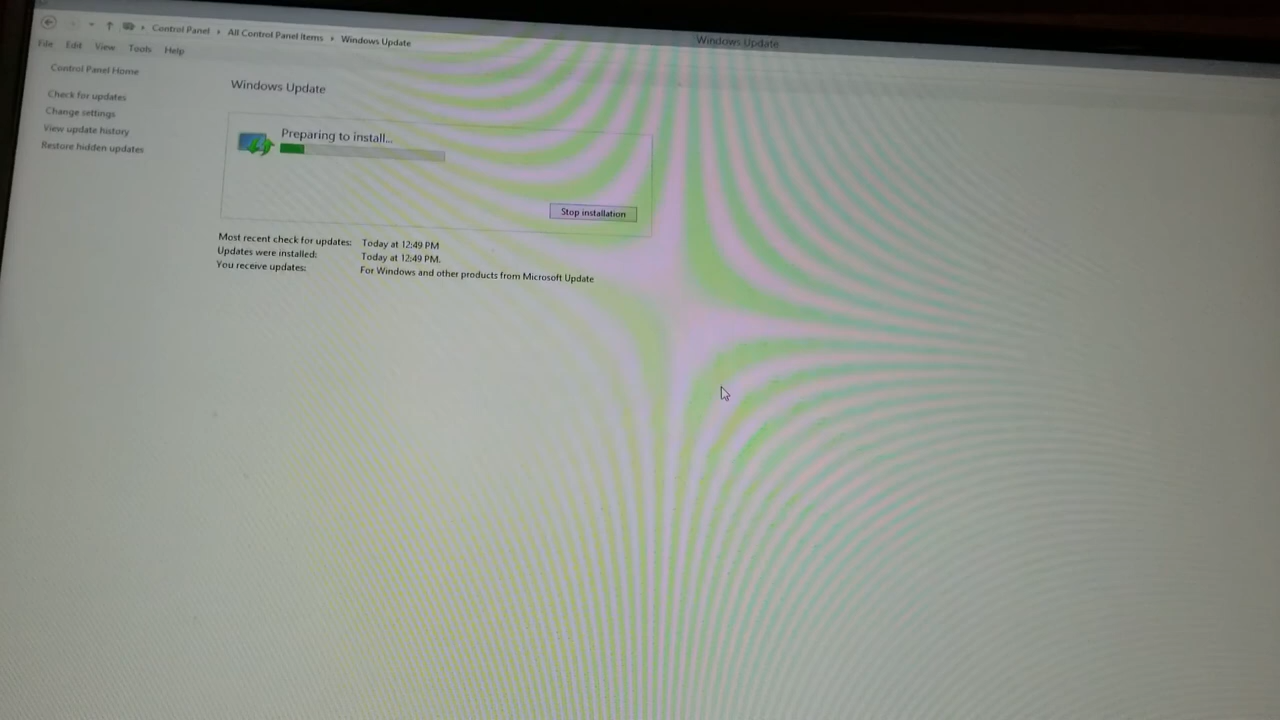 Control Panel
All Control Panel Items
Windows Update
Windows Update
File Edit View Tools Help
Control Panel Home
Check for updates
Change settings
View update history
Restore hidden updates
Windows Update
Preparing to install...
Stop installation
Most recent check for updates: Today at 12:49 PM
Updates were installed: Today at 12:49 PM.
You receive updates: For Windows and other products from Microsoft Update